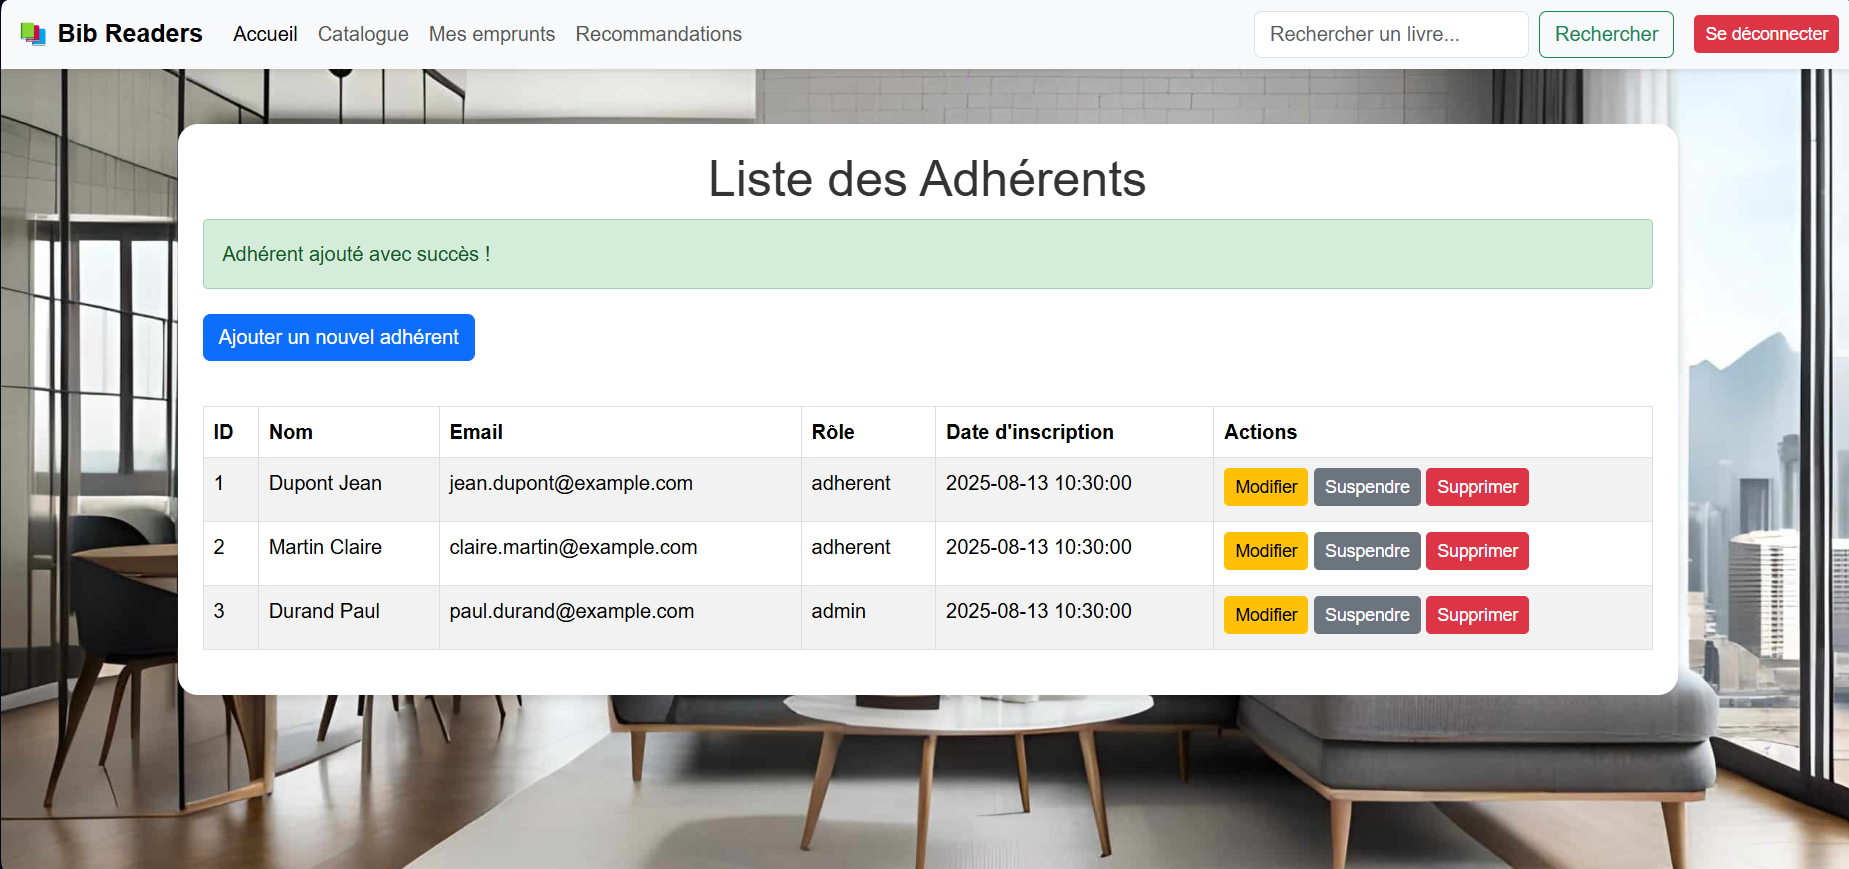 Bib Readers Accueil Catalogue Mes emprunts Recommandations Rechercher un livre... Rechercher Se déconnecter
Liste des Adhérents
Adhérent ajouté avec succès !
Ajouter un nouvel adhérent
ID Nom Email Rôle Date d'inscription Actions
1 Dupont Jean jean.dupont@example.com adherent 2025-08-13 10:30:00 Modifier Suspendre Supprimer
2 Martin Claire claire.martin@example.com adherent 2025-08-13 10:30:00 Modifier Suspendre Supprimer
3 Durand Paul paul.durand@example.com admin 2025-08-13 10:30:00 Modifier Suspendre Supprimer